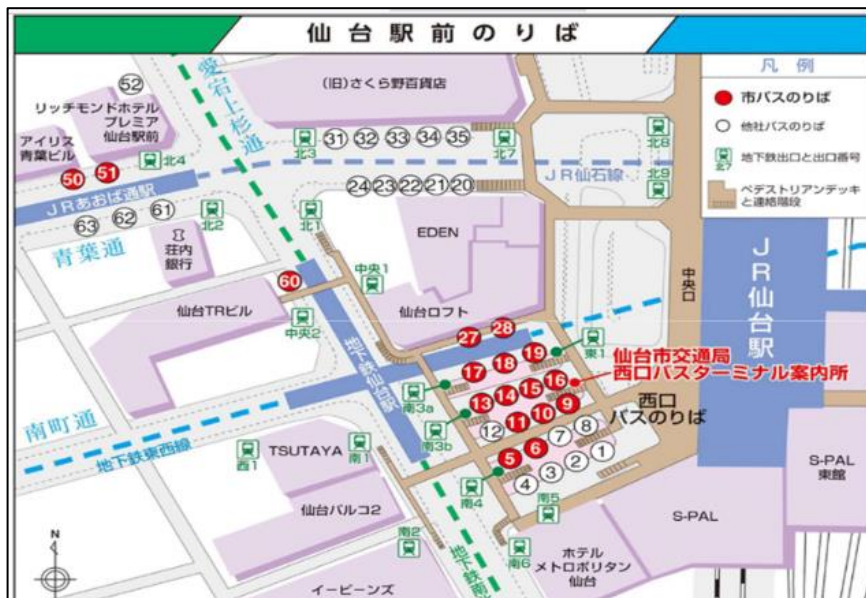 仙台駅前のりば
凡例
市バスのりば
他社バスのりば
北7
地下鉄出口と出口番号
ペデストリアンデッキ
と連絡階段
52
リッチモンドホテル
プレミア
仙台駅前
アイリス
青葉ビル
50
51
北4
愛宕上杉通
(旧)さくら野百貨店
北3
31
32
33
34
35
北7
北8
JR仙石線
北9
JRあおば通駅
63
62
61
北2
青葉通
荘内
銀行
24
23
22
21
20
北1
EDEN
中央1
仙台ロフト
60
仙台TRビル
中央2
地下鉄仙台駅
中央口
JR仙台駅
27
28
17
18
19
東1
仙台市交通局
西口バスターミナル案内所
南3a
13
14
15
16
南3b
12
11
10
9
西口
バスのりば
5
6
7
8
4
3
2
1
南4
南5
南町通
地下鉄東西線
西1
TSUTAYA
南1
仙台パルコ2
南2
地下鉄南
南6
イービーンズ
ホテル
メトロポリタン
仙台
S-PAL
S-PAL
東館
N